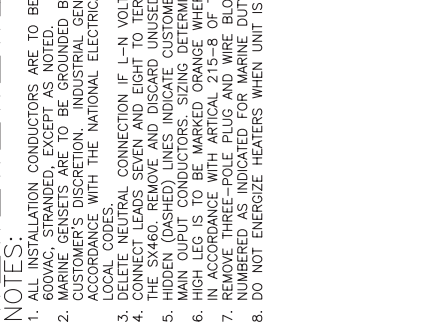 NOTES:
1. ALL INSTALLATION CONDUCTORS ARE TO BE
600VAC, STRANDED, EXCEPT AS NOTED.
2. MARINE GENSETS ARE TO BE GROUNDED B
CUSTOMER'S DISCRETION. INDUSTRIAL GEN
ACCORDANCE WITH THE NATIONAL ELECTRICA
LOCAL CODES.
3. DELETE NEUTRAL CONNECTION IF L-N VOLT
4. CONNECT LEADS SEVEN AND EIGHT TO TER
THE SX460. REMOVE AND DISCARD UNUSED
5. HIDDEN (DASHED) LINES INDICATE CUSTOME
MAIN OUPUT CONDUCTORS. SIZING DETERMI
6. HIGH LEG IS TO BE MARKED ORANGE WHER
IN ACCORDANCE WITH ARTICAL 215-8 OF T
7. REMOVE THREE-POLE PLUG AND WIRE BLO
NUMBERED AS INDICATED FOR MARINE DUTY
8. DO NOT ENERGIZE HEATERS WHEN UNIT IS